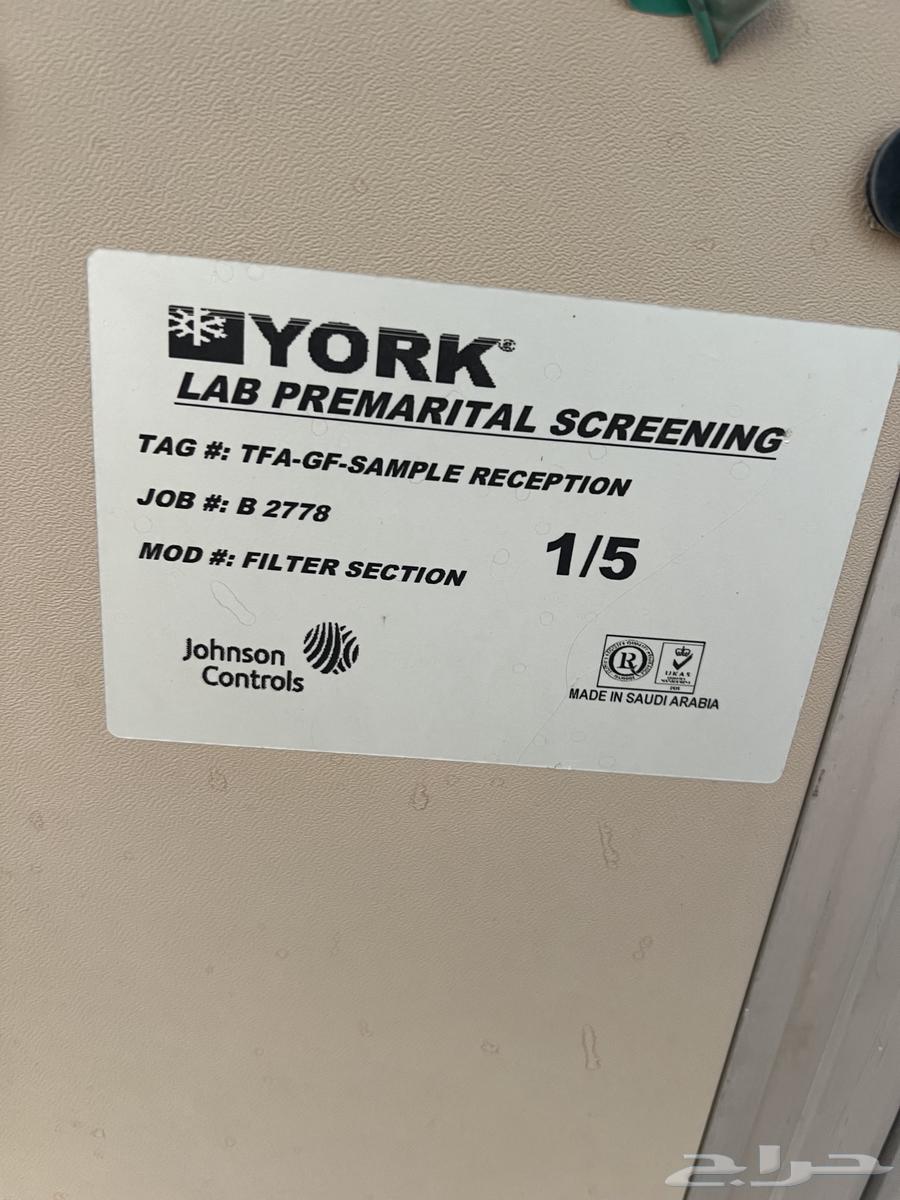 YORK®
LAB PREMARITAL SCREENING
TAG #: TFA-GF-SAMPLE RECEPTION
JOB #: B 2778
MOD #: FILTER SECTION
1/5
Johnson
Controls
R
UKAS
MADE IN SAUDI ARABIA
حراج